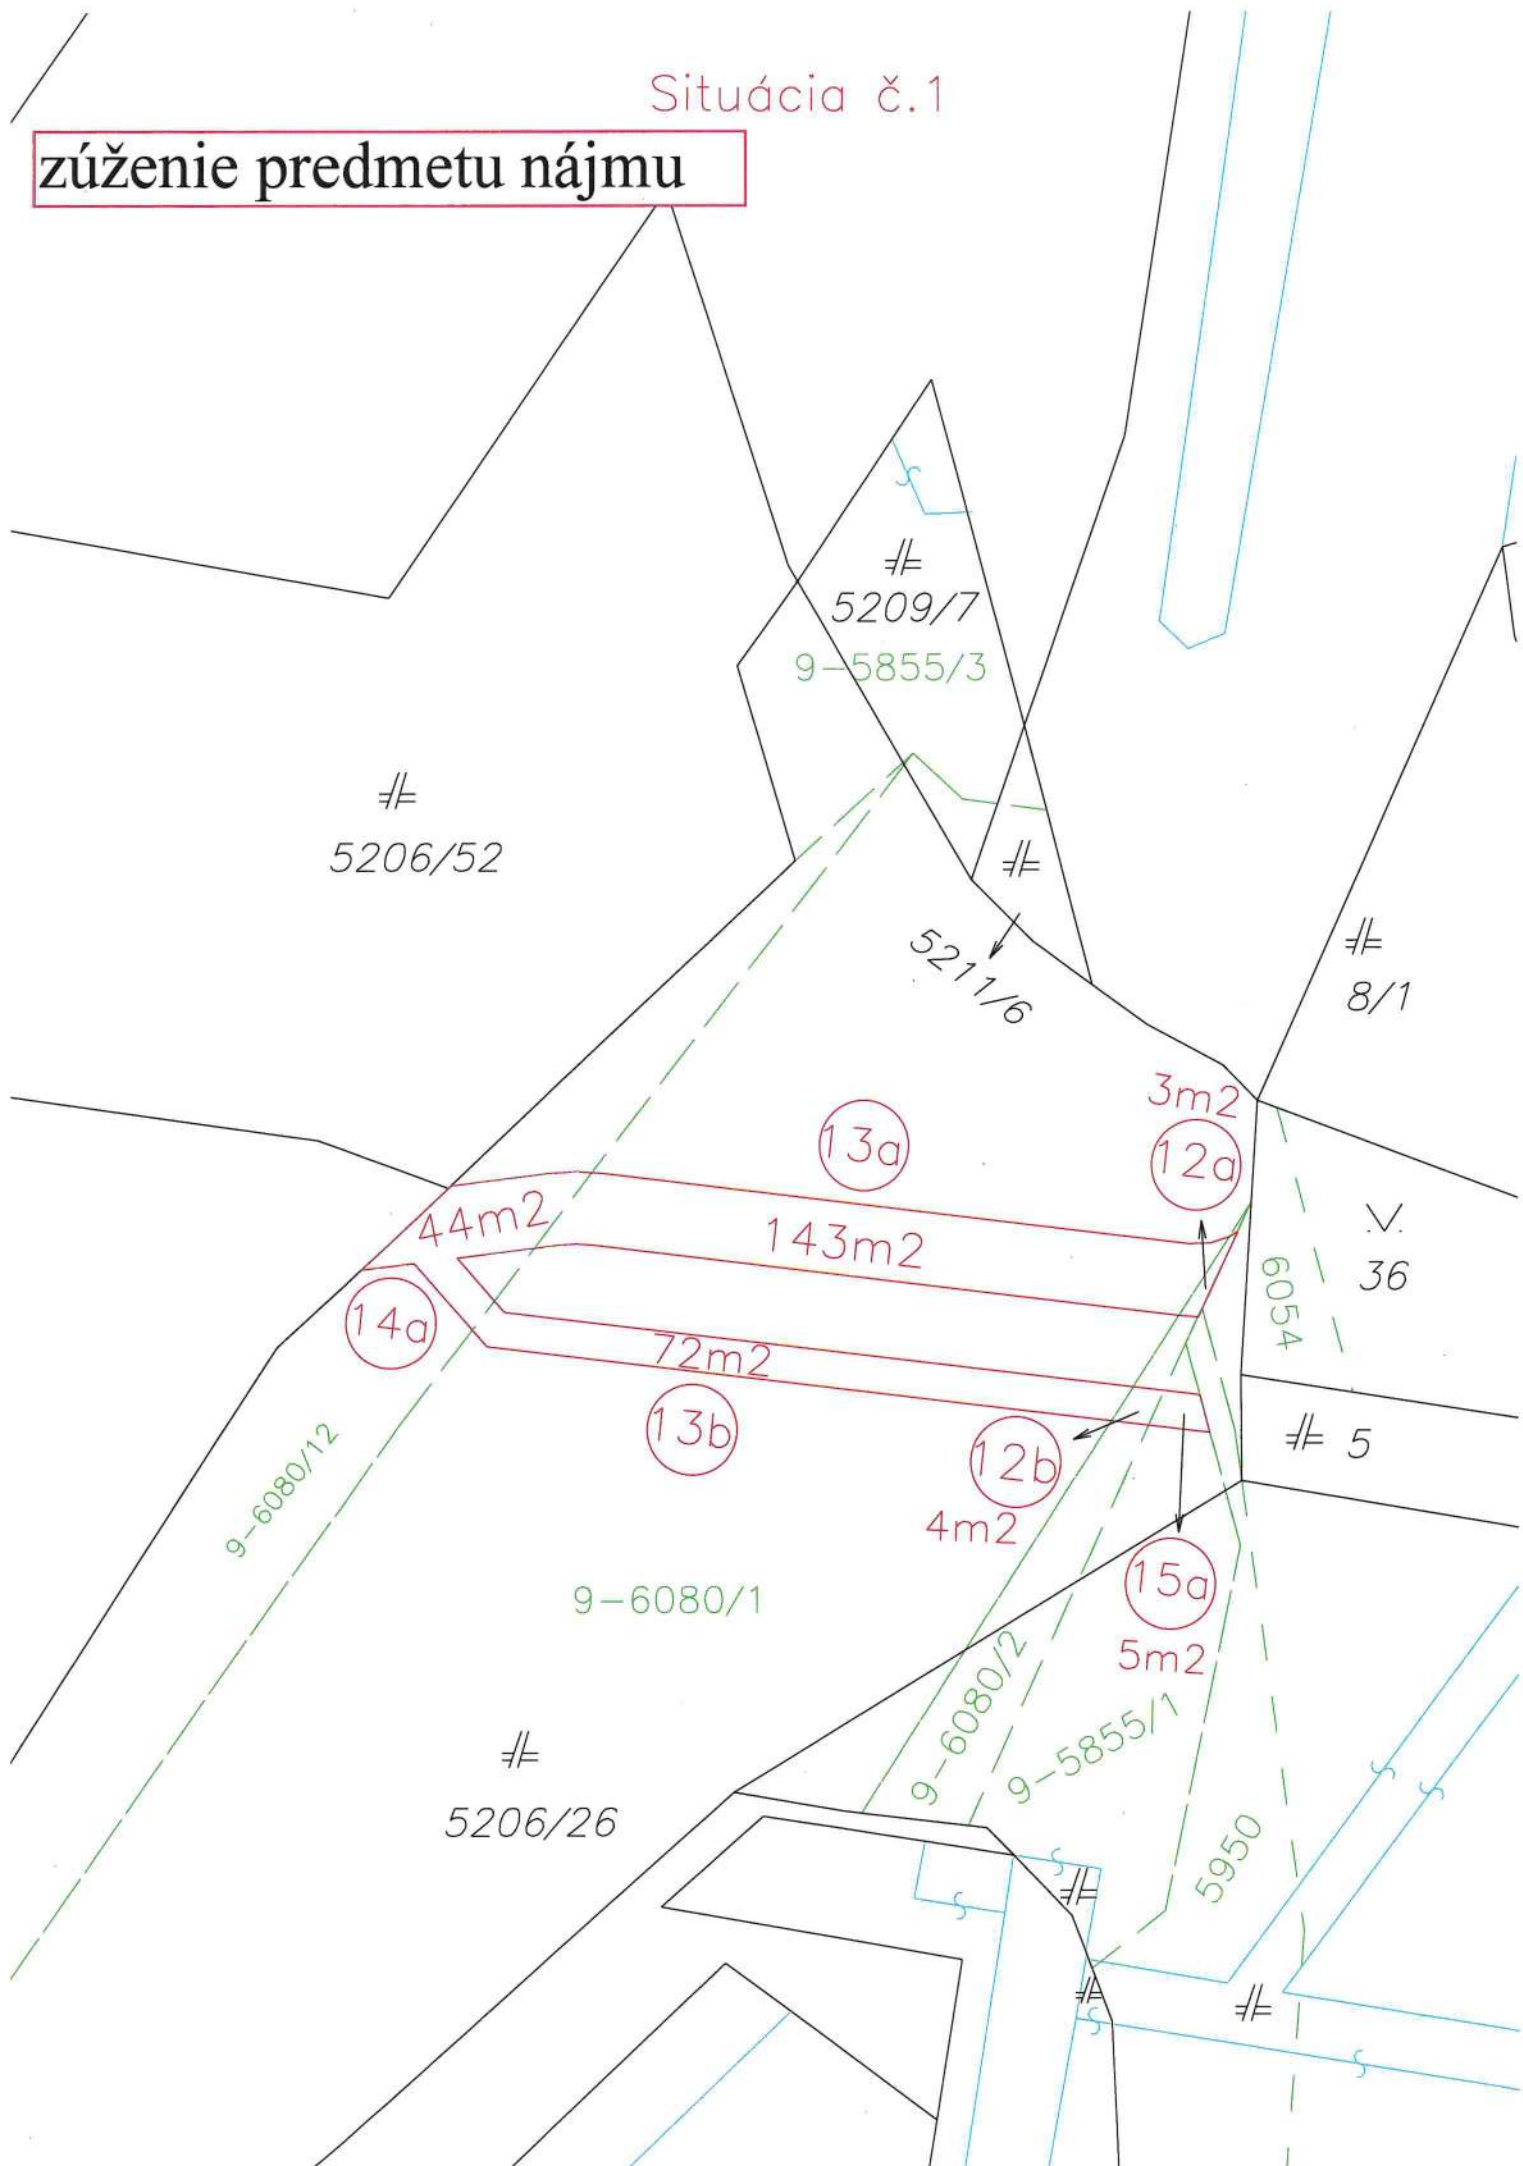 Situácia č.1
zúženie predmetu nájmu
5209/7
9-5855/3
5206/52
5211/6
8/1
3m2
13a
12a
44m2
143m2
36
6054
14a
72m2
13b
12b
5
4m2
9-6080/12
15a
9-6080/1
5m2
9-6080/2
9-5855/1
5206/26
5950